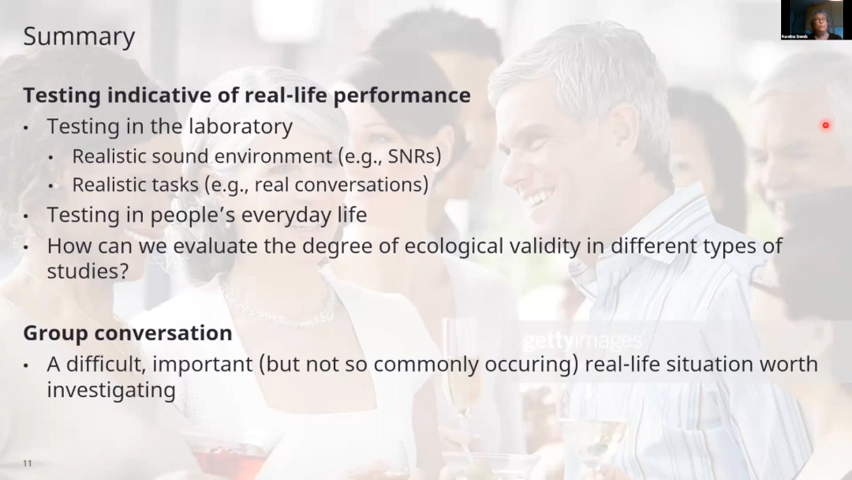 Summary
Testing indicative of real-life performance
• Testing in the laboratory
• Realistic sound environment (e.g., SNRs)
• Realistic tasks (e.g., real conversations)
• Testing in people's everyday life
• How can we evaluate the degree of ecological validity in different types of
studies?
gettyimages
Group conversation
• A difficult, important (but not so commonly occuring) real-life situation worth
investigating
11